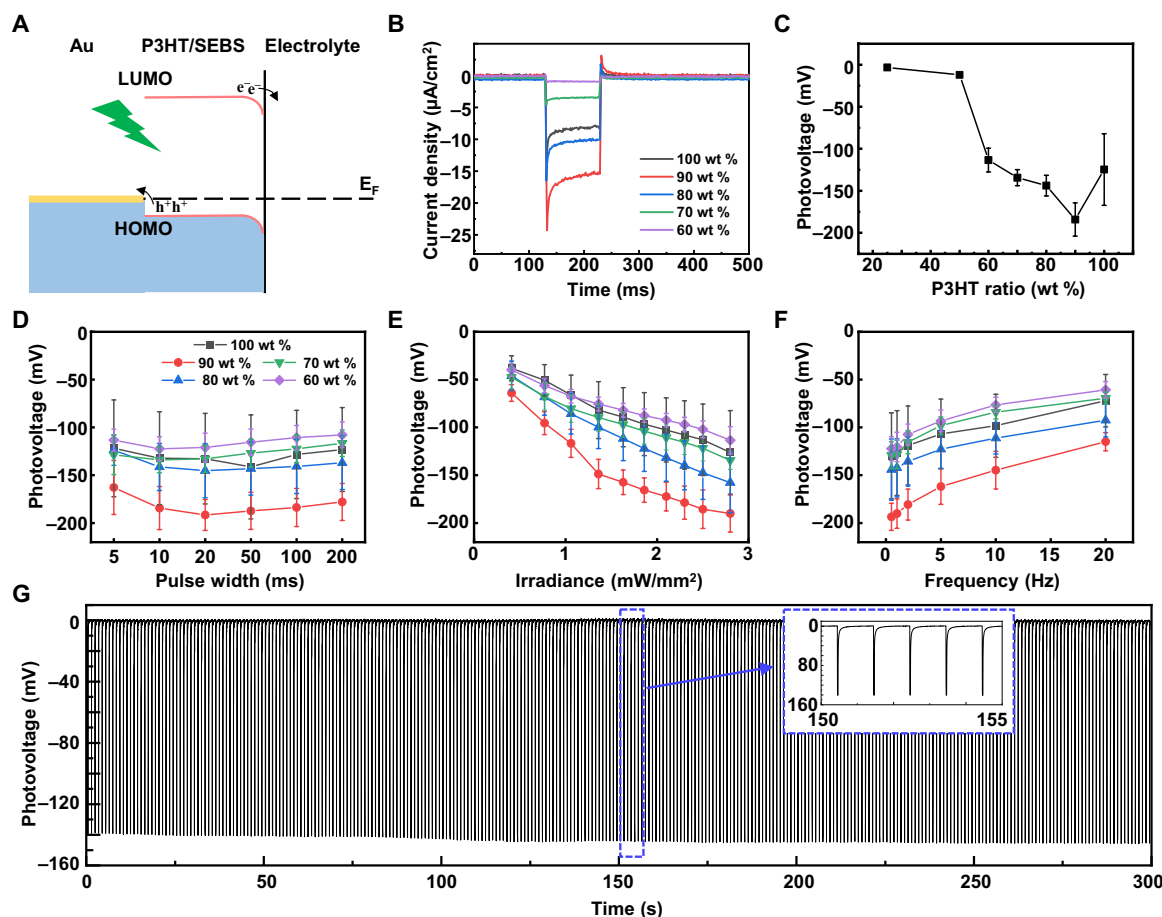 A
Au P3HT/SEBS Electrolyte
LUMO
e⁻e⁻
E_F
h⁺h⁺
HOMO
B
Current density (μA/cm²)
0
–5
–10
–15
–20
–25
100 wt %
90 wt %
80 wt %
70 wt %
60 wt %
0 100 200 300 400 500
Time (ms)
C
Photovoltage (mV)
0
–50
–100
–150
–200
20 40 60 80 100
P3HT ratio (wt %)
D
Photovoltage (mV)
0
–50
–100
–150
–200
100 wt %
90 wt % 70 wt %
80 wt % 60 wt %
5 10 20 50 100 200
Pulse width (ms)
E
Photovoltage (mV)
0
–50
–100
–150
–200
0 1 2 3
Irradiance (mW/mm²)
F
Photovoltage (mV)
0
–50
–100
–150
–200
0 5 10 15 20
Frequency (Hz)
G
Photovoltage (mV)
0
–40
–80
–120
–160
0
80
160
150 155
0 50 100 150 200 250 300
Time (s)